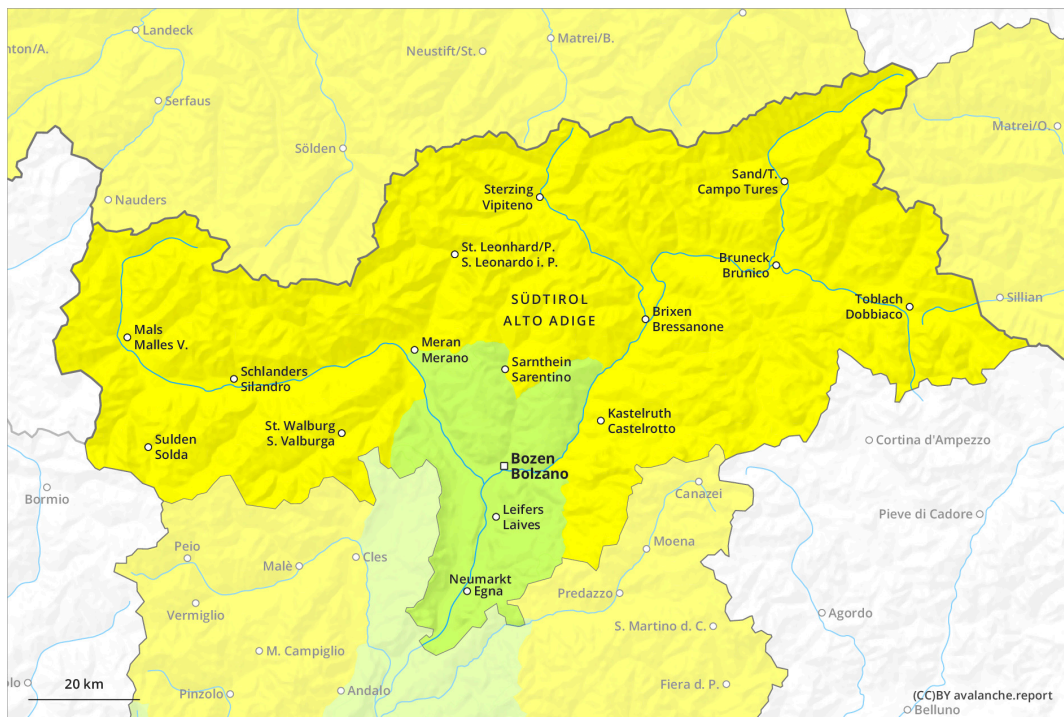 Landeck
nton/A.
Neustift/St.
Matrei/B.
Serfaus
Matrei/O.
Sölden
Sterzing
Vipiteno
Sand/T.
Campo Tures
Nauders
St. Leonhard/P.
S. Leonardo i. P.
Bruneck
Brunico
SÜDTIROL
ALTO ADIGE
Toblach
Dobbiaco
Sillian
Brixen
Bressanone
Mals
Malles V.
Meran
Merano
Sarnthein
Sarentino
Schlanders
Silandro
Kastelruth
Castelrotto
St. Walburg
S. Valburga
Sulden
Solda
Cortina d'Ampezzo
Bozen
Bolzano
Bormio
Canazei
Leifers
Laives
Pieve di Cadore
Peio
Moena
Cles
Malè
Neumarkt
Egna
Predazzo
Vermiglio
Agordo
S. Martino d. C.
M. Campiglio
20 km
olo
Pinzolo
Andalo
Fiera d. P.
(CC)BY avalanche.report
Belluno